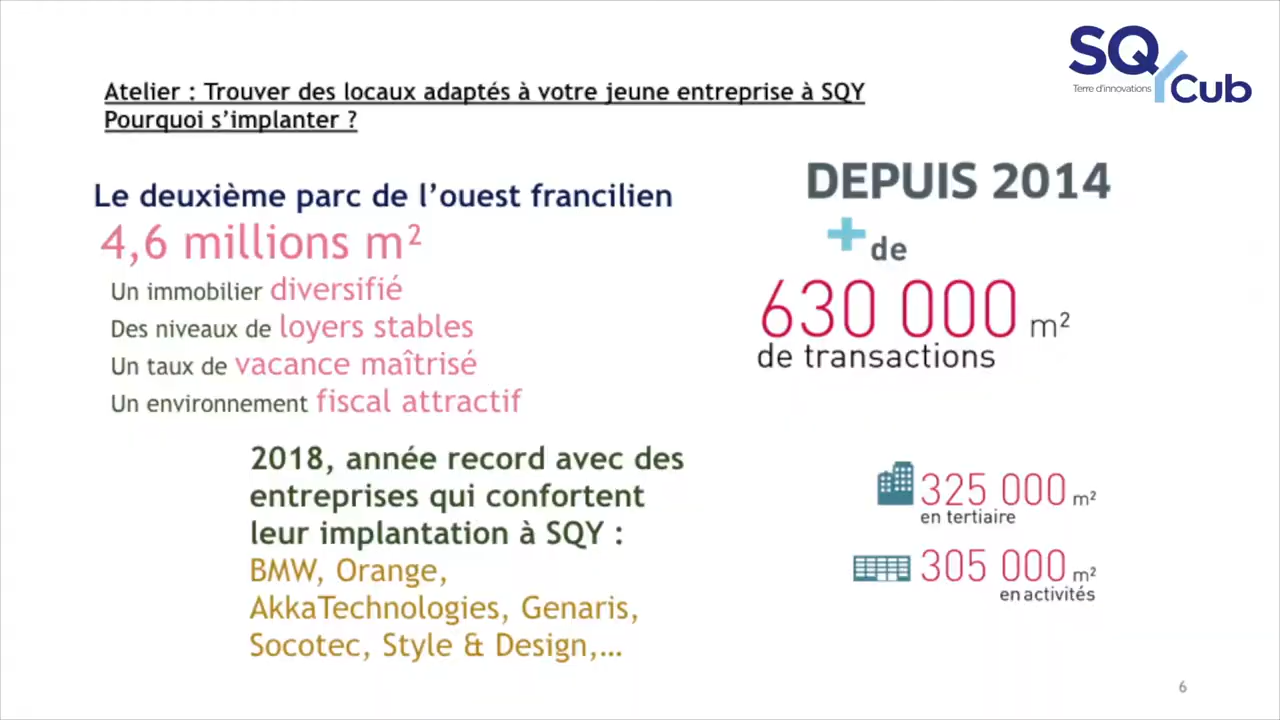 SQY Cub
Terre d'innovations
Atelier : Trouver des locaux adaptés à votre jeune entreprise à SQY
Pourquoi s'implanter ?
Le deuxième parc de l'ouest francilien
4,6 millions m²
Un immobilier diversifié
Des niveaux de loyers stables
Un taux de vacance maîtrisé
Un environnement fiscal attractif
2018, année record avec des
entreprises qui confortent
leur implantation à SQY :
BMW, Orange,
AkkaTechnologies, Genaris,
Socotec, Style & Design,…
DEPUIS 2014
+ de
630 000 m²
de transactions
325 000 m²
en tertiaire
305 000 m²
en activités
6